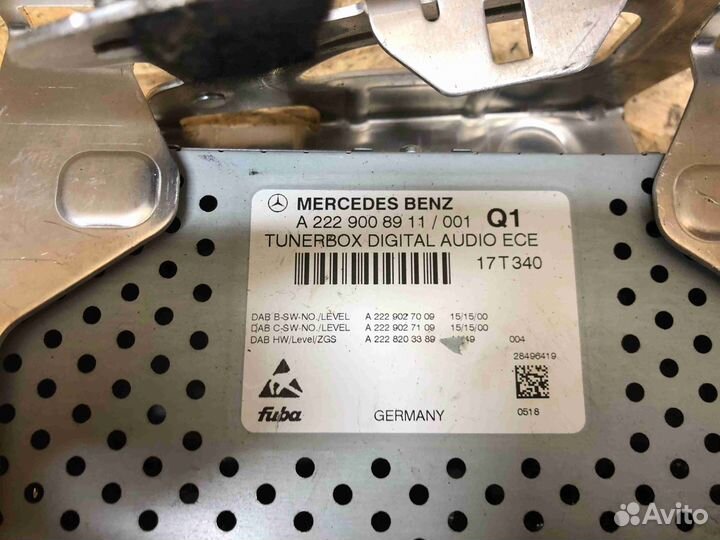 MERCEDES BENZ
A 222 900 89 11 / 001 Q1
TUNERBOX DIGITAL AUDIO ECE
17T340
DAB B-SW-NO./LEVEL A 222 902 70 09 15/15/00
DAB C-SW-NO./LEVEL A 222 902 71 09 15/15/00
DAB HW/Level/ZGS A 222 820 33 89 004
28496419
fuba GERMANY 0518
Avito